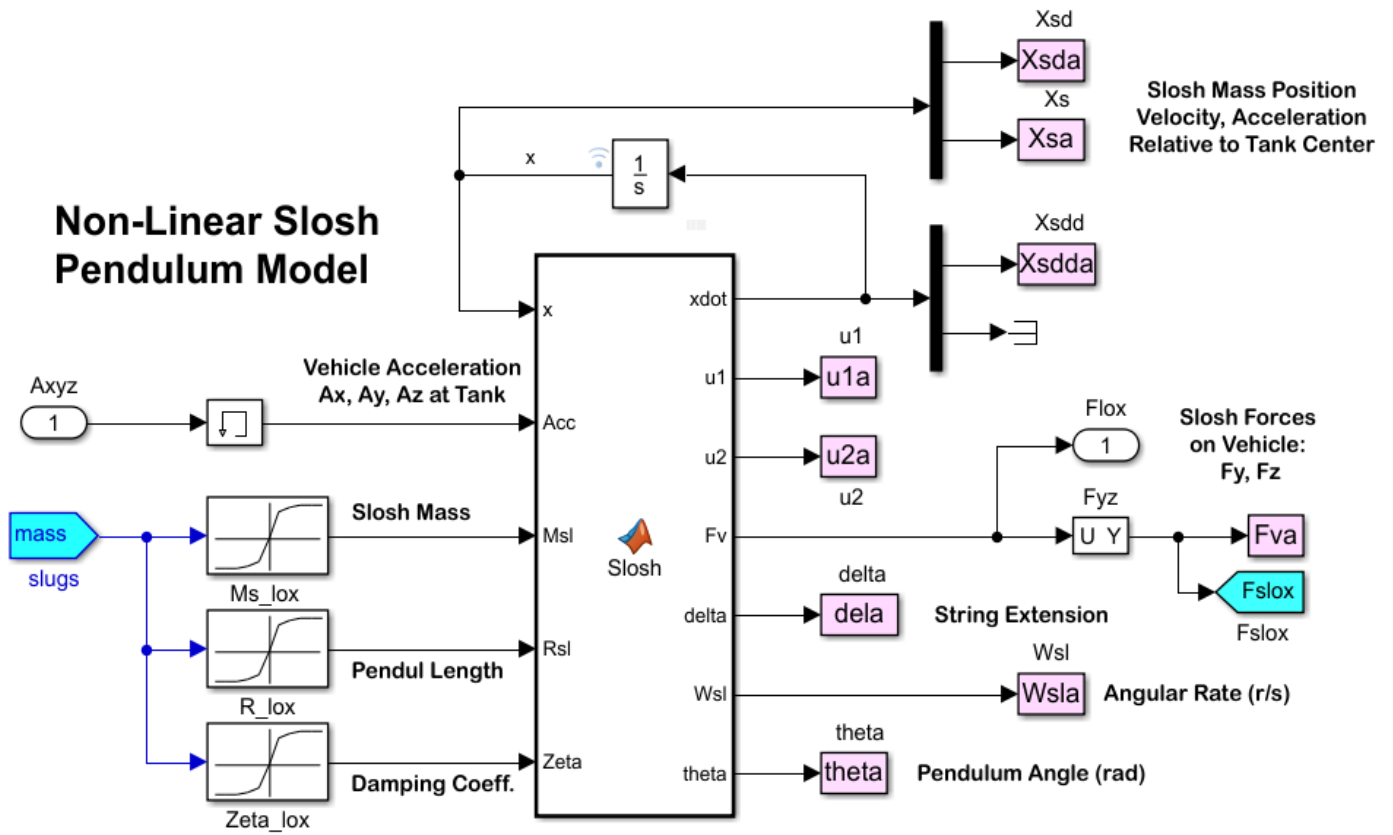 Xsd
Xsda
Xs
Xsa
Slosh Mass Position
Velocity, Acceleration
Relative to Tank Center
x
1
s
Non-Linear Slosh
Pendulum Model
Xsdd
Xsdda
x
xdot
u1
u1a
Vehicle Acceleration
Ax, Ay, Az at Tank
u1
Axyz
1
Acc
u2
u2a
u2
Flox
1
Slosh Forces
on Vehicle:
Fy, Fz
mass
slugs
Slosh Mass
Ms_lox
Msl
Slosh
Fv
Fyz
U Y
Fva
Fslox
Fslox
delta
delta
dela
String Extension
Pendul Length
R_lox
Rsl
Wsl
Wsl
Wsla
Angular Rate (r/s)
Damping Coeff.
Zeta_lox
Zeta
theta
theta
theta
Pendulum Angle (rad)